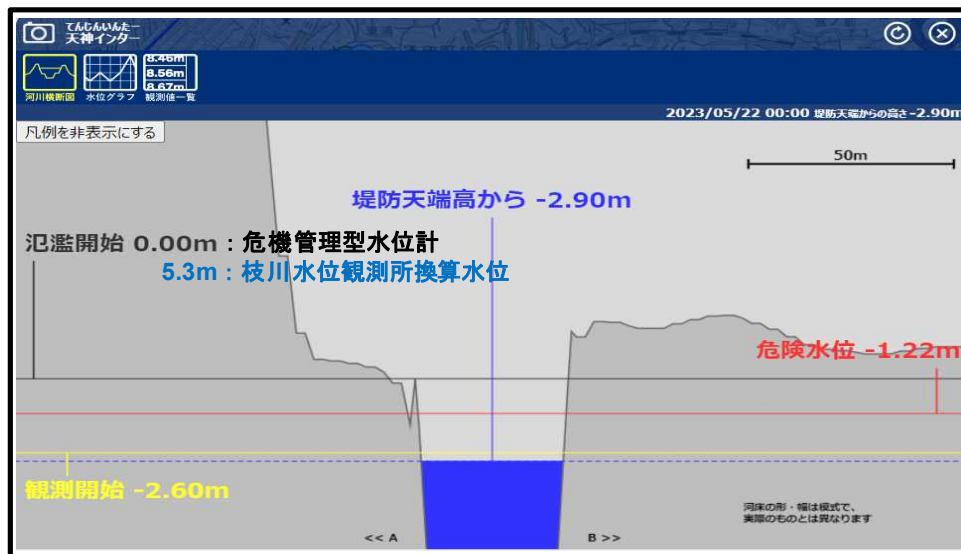 てんじんいんたー
天神インター
8.46m
8.56m
8.67m
河川横断図 水位グラフ 観測値一覧
2023/05/22 00:00 堤防天端からの高さ-2.90m
凡例を非表示にする
50m
堤防天端高から -2.90m
氾濫開始 0.00m：危機管理型水位計
5.3m：枝川水位観測所換算水位
危険水位 -1.22m
観測開始 -2.60m
河床の形・幅は模式で、
実際のものとは異なります
<< A
B >>